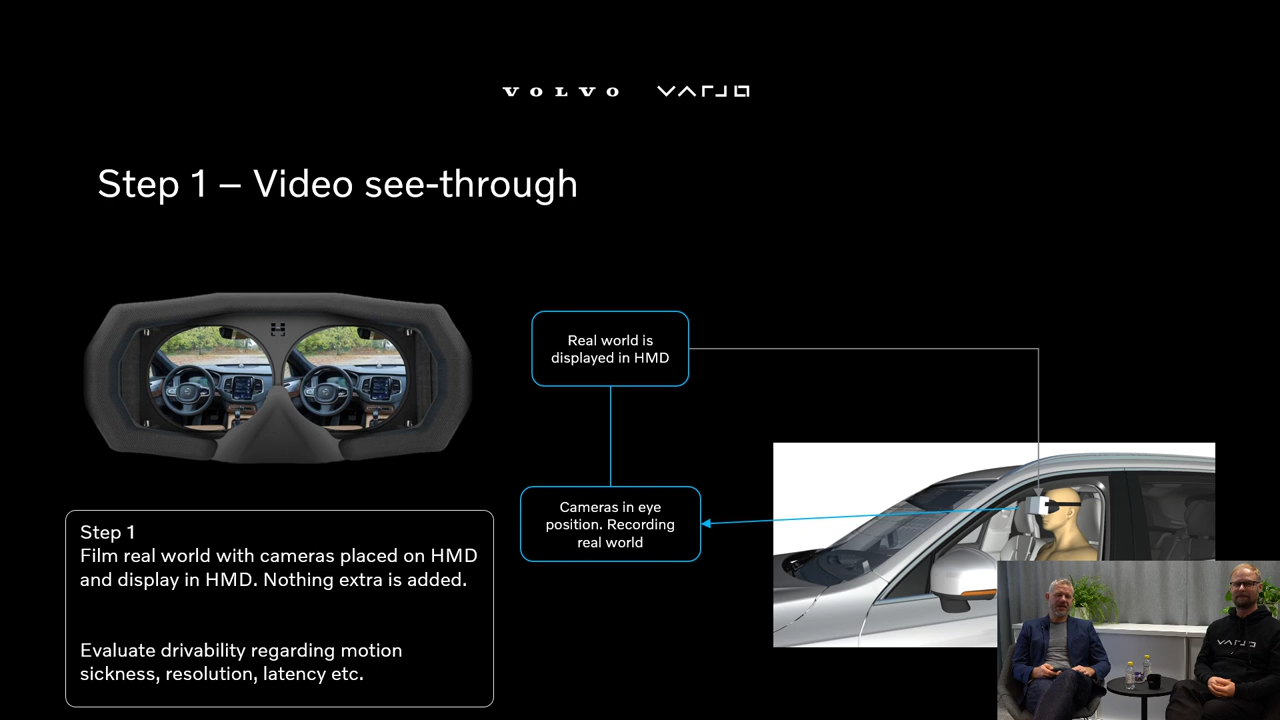 VOLVO VARJO
Step 1 – Video see-through
Real world is
displayed in HMD
Cameras in eye
position. Recording
real world
Step 1
Film real world with cameras placed on HMD
and display in HMD. Nothing extra is added.
Evaluate drivability regarding motion
sickness, resolution, latency etc.
VARJO